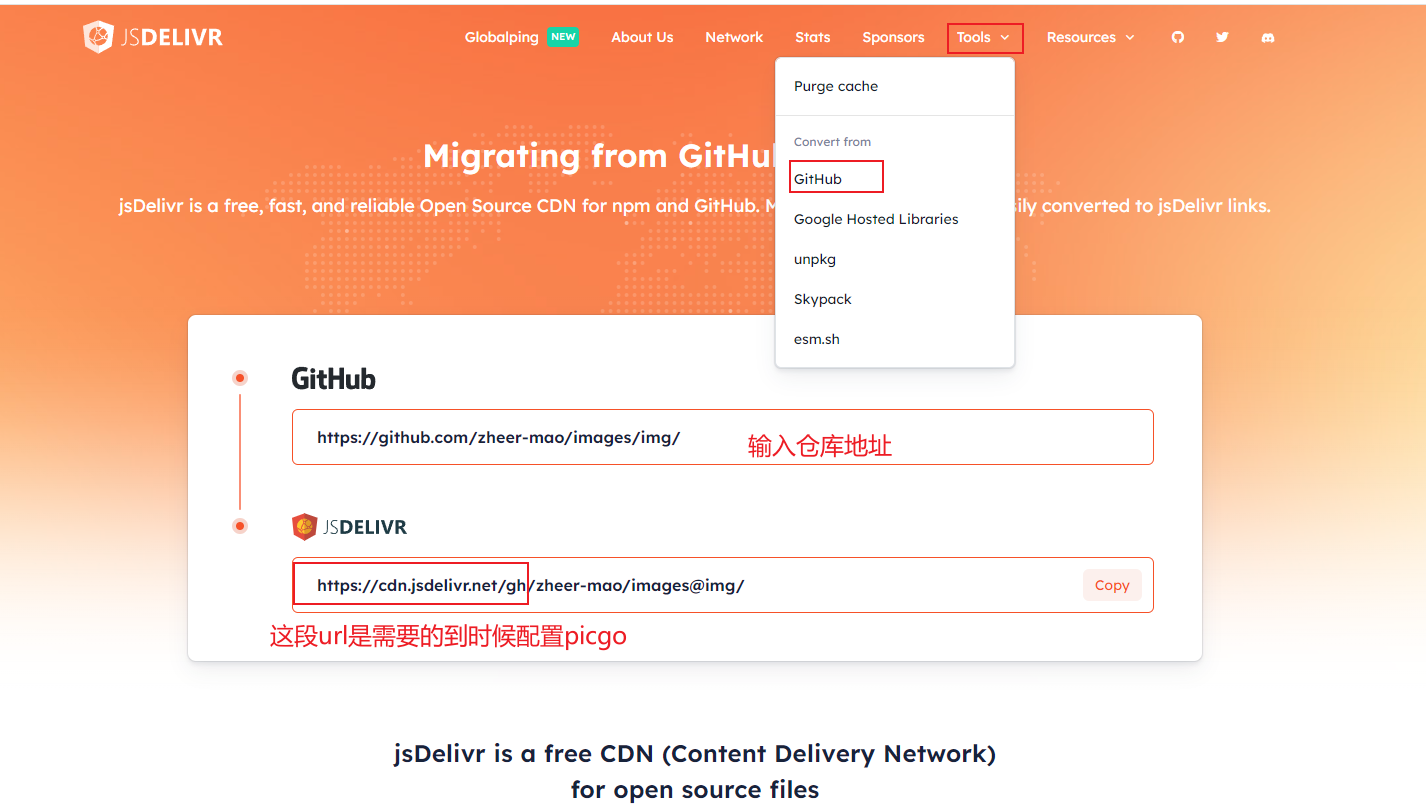 JSDELIVR
Globalping NEW About Us Network Stats Sponsors Tools Resources
Purge cache
Convert from
GitHub
Google Hosted Libraries
unpkg
Skypack
esm.sh
Migrating from GitHu
jsDelivr is a free, fast, and reliable Open Source CDN for npm and GitHub. M sily converted to jsDelivr links.
GitHub
https://github.com/zheer-mao/images/img/ 输入仓库地址
JSDELIVR
https://cdn.jsdelivr.net/gh/zheer-mao/images@img/ Copy
这段url是需要的到时候配置picgo
jsDelivr is a free CDN (Content Delivery Network)
for open source files